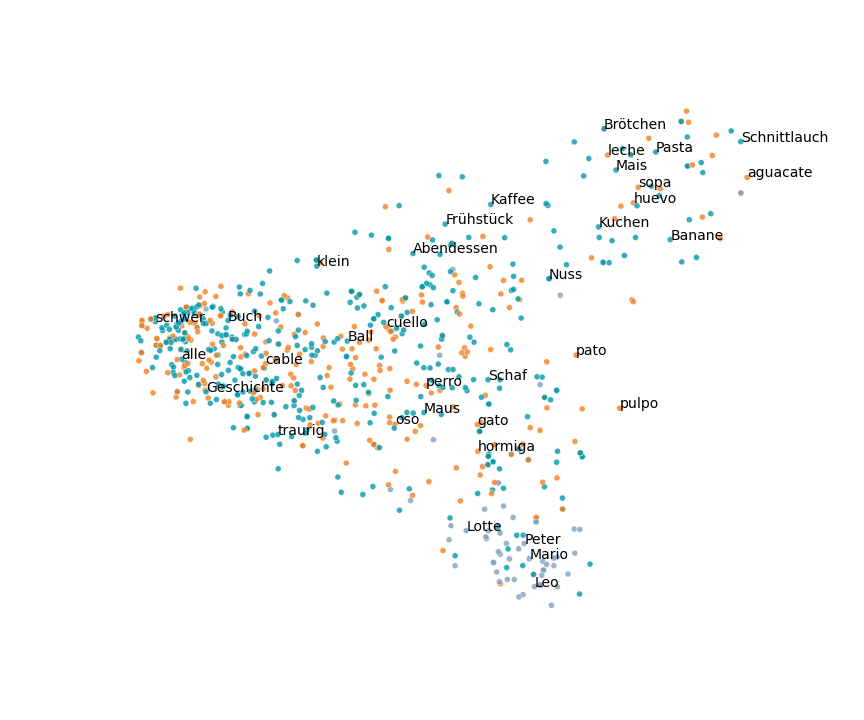 Brötchen
Schnittlauch
leche
Pasta
Mais
aguacate
sopa
huevo
Kaffee
Frühstück
Kuchen
Banane
Abendessen
klein
Nuss
schwer
Buch
cuello
Ball
alle
cable
pato
Schaf
perro
Geschichte
pulpo
Maus
oso
gato
traurig
hormiga
Lotte
Peter
Mario
Leo